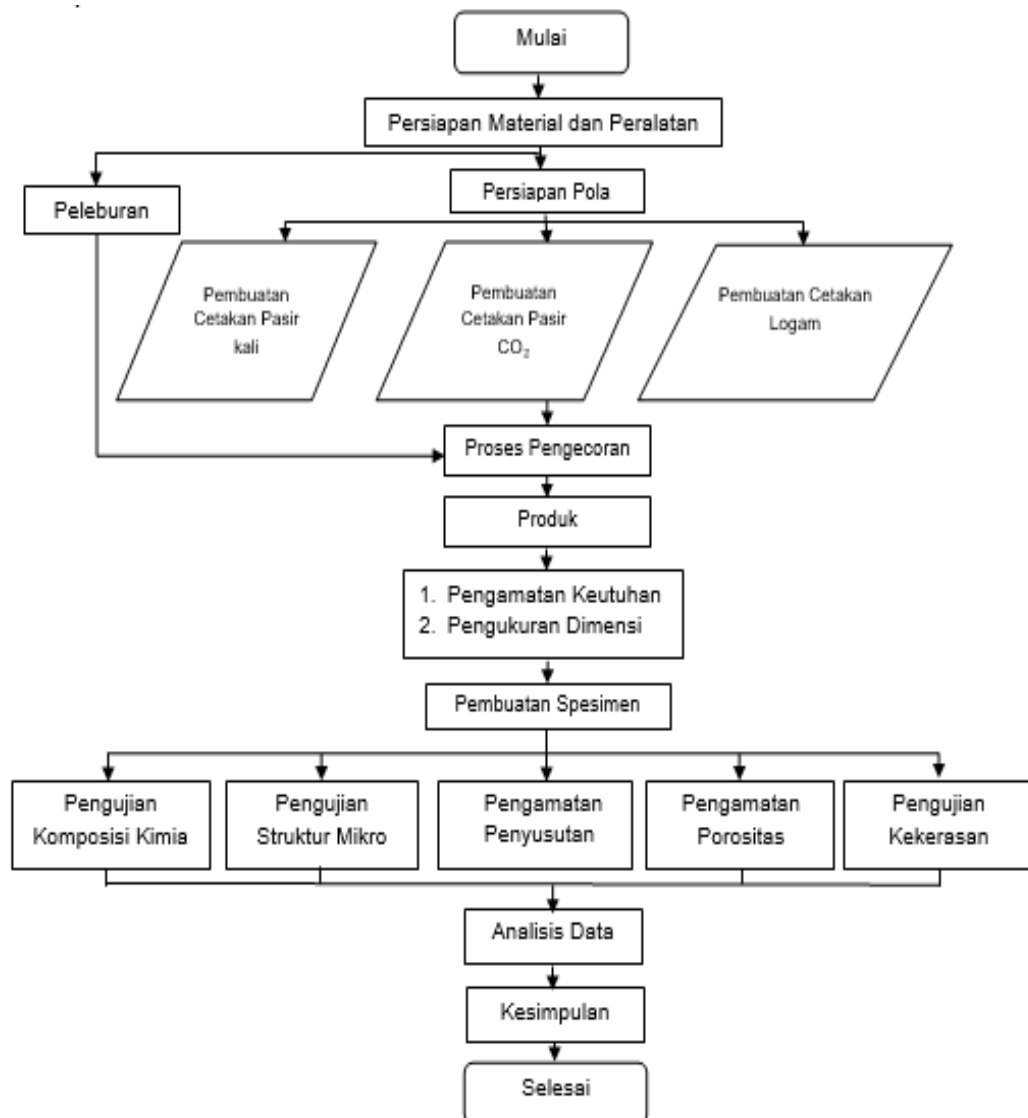 Mulai
Persiapan Material dan Peralatan
Peleburan
Persiapan Pola
Pembuatan
Cetakan Pasir
kali
Pembuatan
Cetakan Pasir
CO₂
Pembuatan Cetakan
Logam
Proses Pengecoran
Produk
1. Pengamatan Keutuhan
2. Pengukuran Dimensi
Pembuatan Spesimen
Pengujian
Komposisi Kimia
Pengujian
Struktur Mikro
Pengamatan
Penyusutan
Pengamatan
Porositas
Pengujian
Kekerasan
Analisis Data
Kesimpulan
Selesai